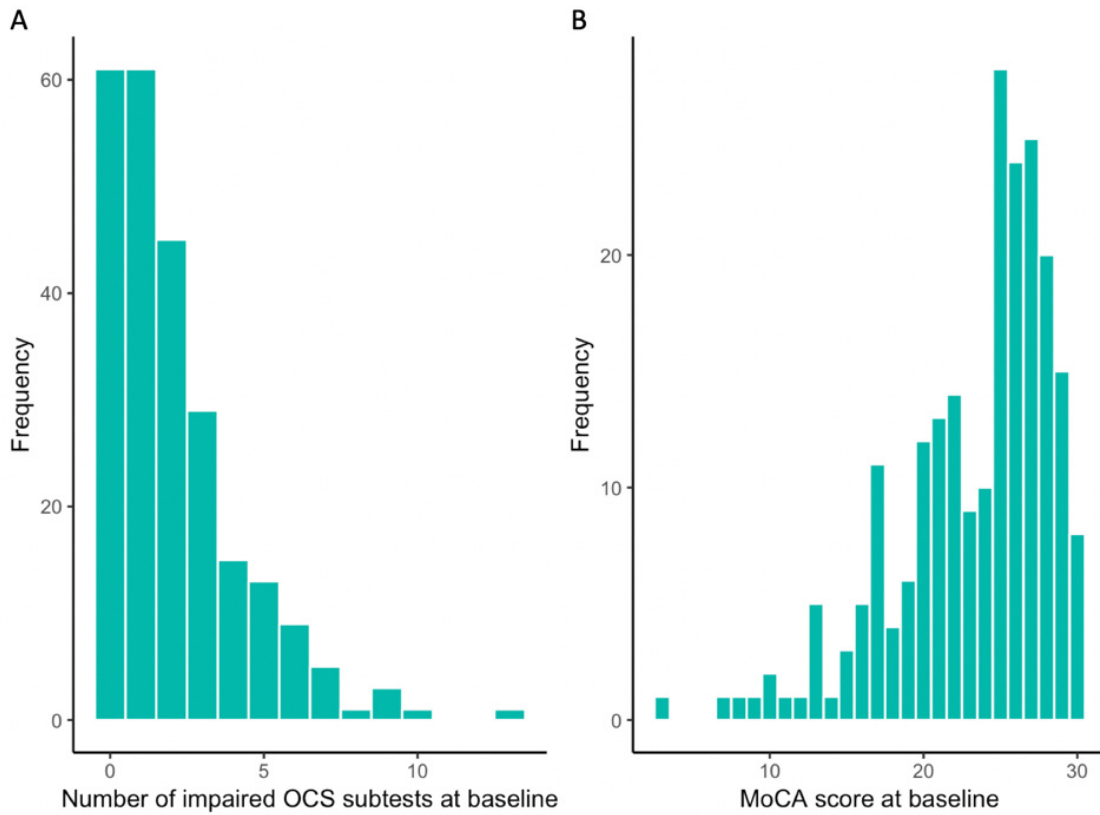 A
Frequency
60
40
20
0
0 5 10
Number of impaired OCS subtests at baseline
B
Frequency
20
10
0
10 20 30
MoCA score at baseline